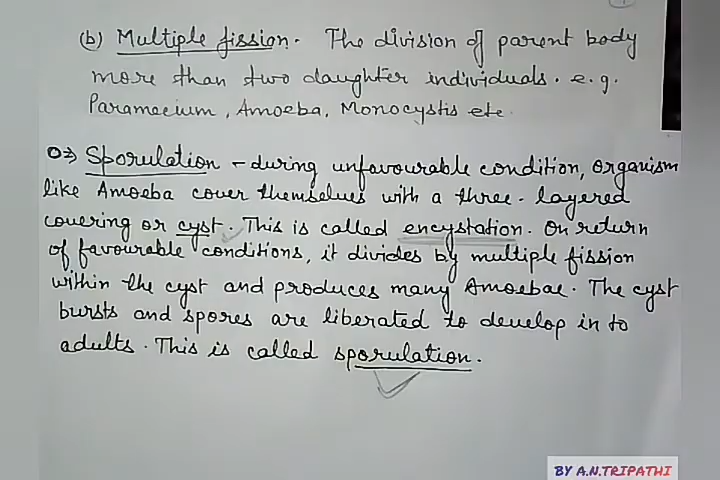 (b) Multiple fission. The division of parent body
more than two daughter individuals. e.g.
Paramaecium, Amoeba, Monocystis etc.
Q⇒ Sporulation – during unfavourable condition, organism
like Amoeba cover themselves with a three-layered
covering or cyst. This is called encystation. On return
of favourable conditions, it divides by multiple fission
within the cyst and produces many Amoebae. The cyst
bursts and spores are liberated to develop in to
adults. This is called sporulation.
BY A.N.TRIPATHI